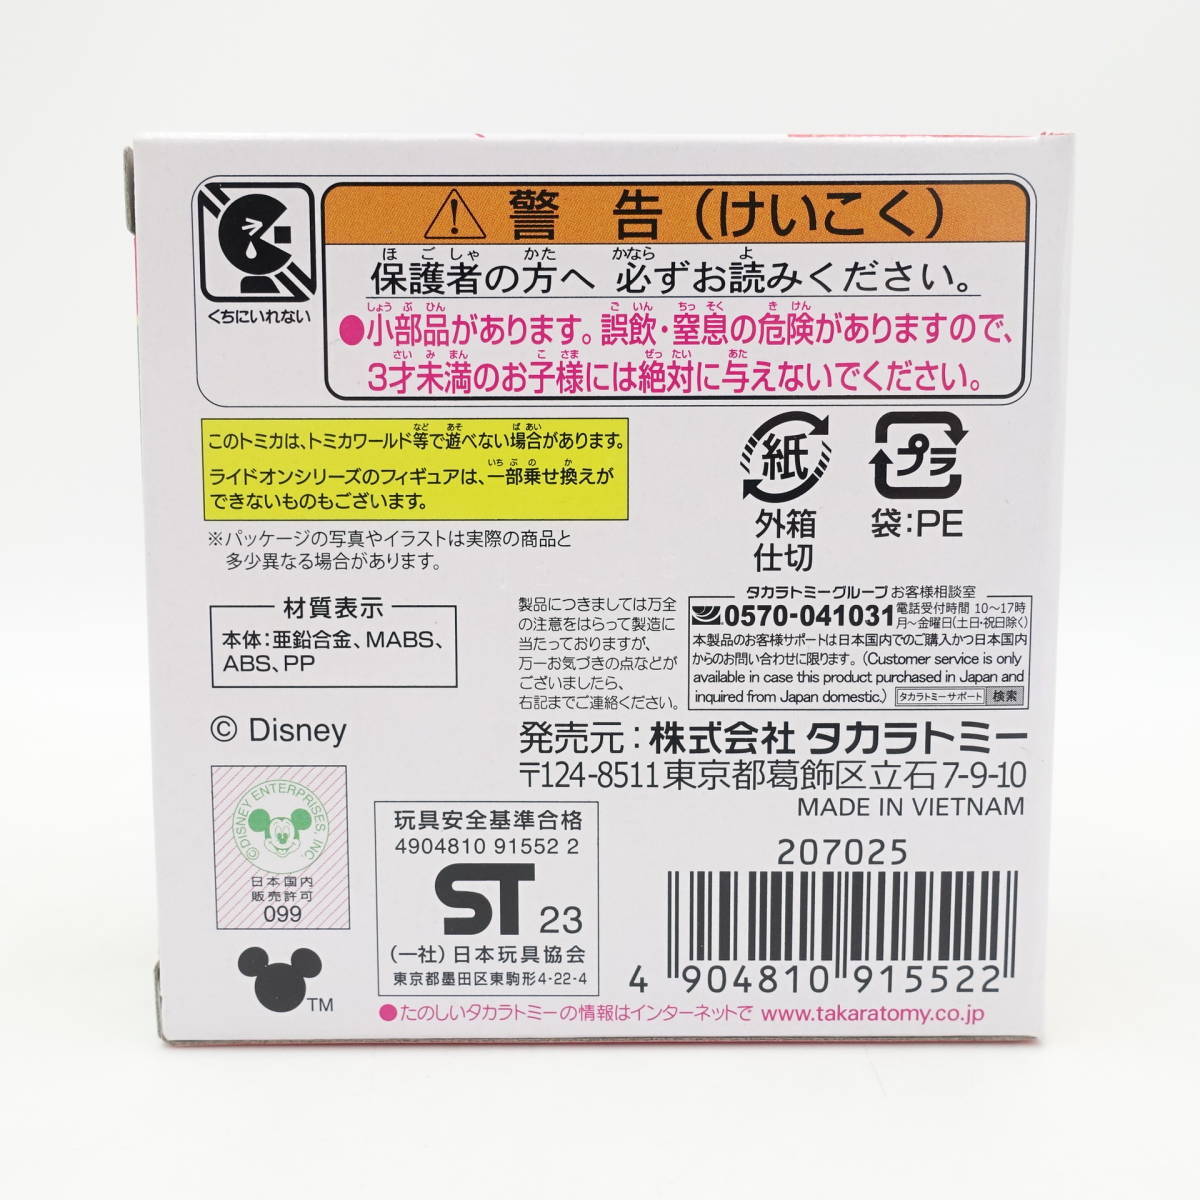 くちにいれない
警告(けいこく)
保護者の方へ 必ずお読みください。
ほごしゃ かた かなら よ
●小部品があります。誤飲・窒息の危険がありますので、
しょうぶひん ごいん ちっそく きけん
3才未満のお子様には絶対に与えないでください。
さいみまん こさま ぜったい あた
このトミカは、トミカワールド等で遊べない場合があります。
など あそ ばあい
ライドオンシリーズのフィギュアは、一部乗せ換えが
いちぶの か
できないものもございます。
※パッケージの写真やイラストは実際の商品と
多少異なる場合があります。
紙
外箱
仕切
プラ
袋:PE
材質表示
本体:亜鉛合金、MABS、
ABS、PP
製品につきましては万全
の注意をはらって製造に
当たっておりますが、
万一お気づきの点などが
ございましたら、
右記までご連絡ください。
タカラトミーグループ お客様相談室
0570-041031
電話受付時間 10〜17時
月〜金曜日(土日・祝日除く)
本製品のお客様サポートは日本国内でのご購入かつ日本国内
からのお問い合わせに限ります。(Customer service is only
available in case this product purchased in Japan and
inquired from Japan domestic.) タカラトミーサポート 検索
© Disney
発売元:株式会社 タカラトミー
〒124-8511 東京都葛飾区立石7-9-10
MADE IN VIETNAM
©DISNEY ENTERPRISES, INC.
日本国内
販売許可
099
TM
玩具安全基準合格
4904810 91552 2
ST 23
(一社)日本玩具協会
東京都墨田区東駒形4-22-4
207025
4 904810 915522
●たのしいタカラトミーの情報はインターネットで www.takaratomy.co.jp